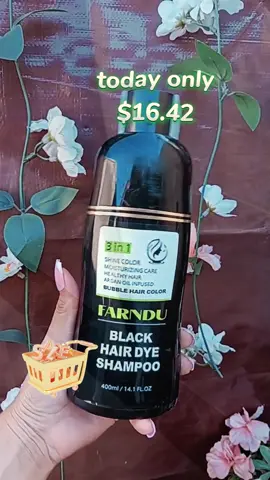 today only
$16.42
3 in 1
SHINE COLOR
MOISTURIZING CARE
HEALTHY HAIR
ARGAN OIL INFUSED
BUBBLE HAIR COLOR
FARNDU
BLACK
HAIR DYE
SHAMPOO
400ml / 14.1 FL.OZ